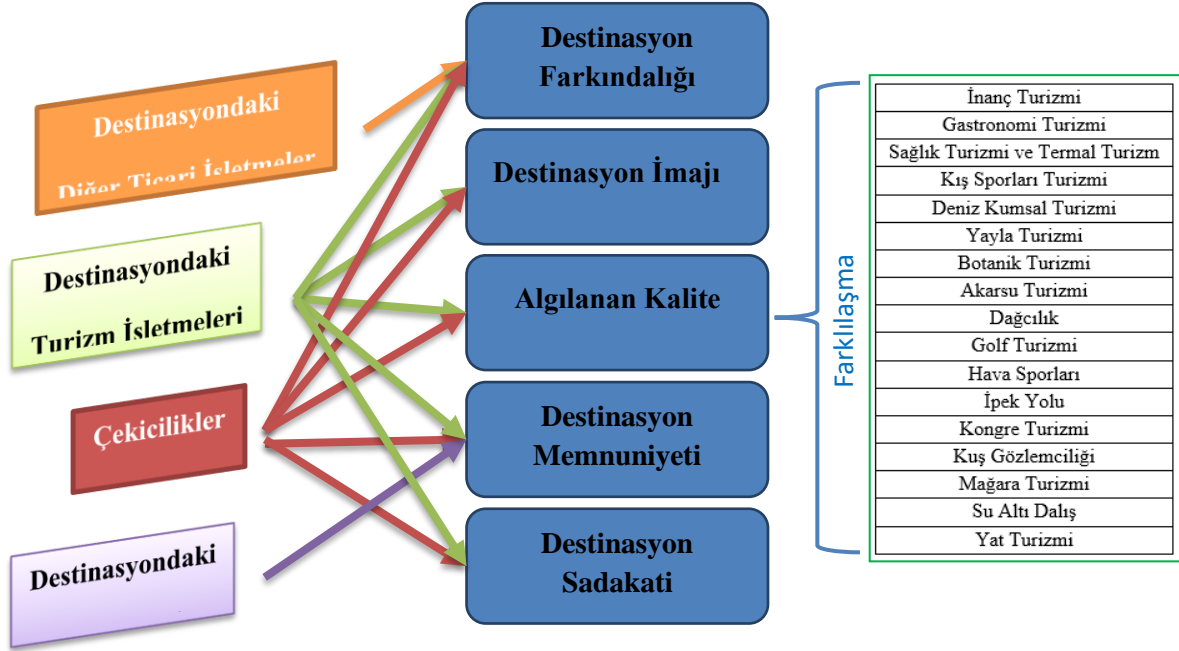 Destinasyondaki
Diğer Ticari İşletmeler
Destinasyondaki
Turizm İşletmeleri
Çekicilikler
Destinasyondaki
Destinasyon
Farkındalığı
Destinasyon İmajı
Algılanan Kalite
Destinasyon
Memnuniyeti
Destinasyon
Sadakati
Farklılaşma
İnanç Turizmi
Gastronomi Turizmi
Sağlık Turizmi ve Termal Turizm
Kış Sporları Turizmi
Deniz Kumsal Turizmi
Yayla Turizmi
Botanik Turizmi
Akarsu Turizmi
Dağcılık
Golf Turizmi
Hava Sporları
İpek Yolu
Kongre Turizmi
Kuş Gözlemciliği
Mağara Turizmi
Su Altı Dalış
Yat Turizmi